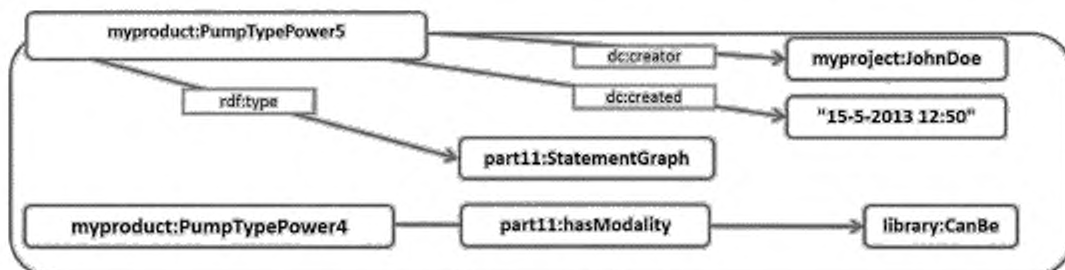 myproduct:PumpTypePower5
dc:creator
myproject:JohnDoe
dc:created
"15-5-2013 12:50"
rdf:type
part11:StatementGraph
myproduct:PumpTypePower4
part11:hasModality
library:CanBe